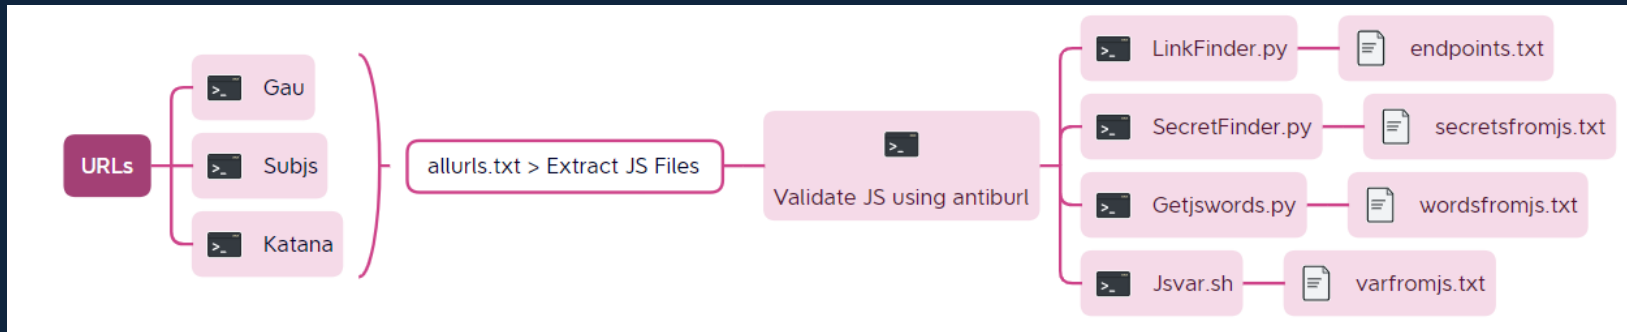 URLs
Gau
Subjs
Katana
allurls.txt > Extract JS Files
Validate JS using antiburl
LinkFinder.py
endpoints.txt
SecretFinder.py
secretsfromjs.txt
Getjswords.py
wordsfromjs.txt
Jsvar.sh
varfromjs.txt